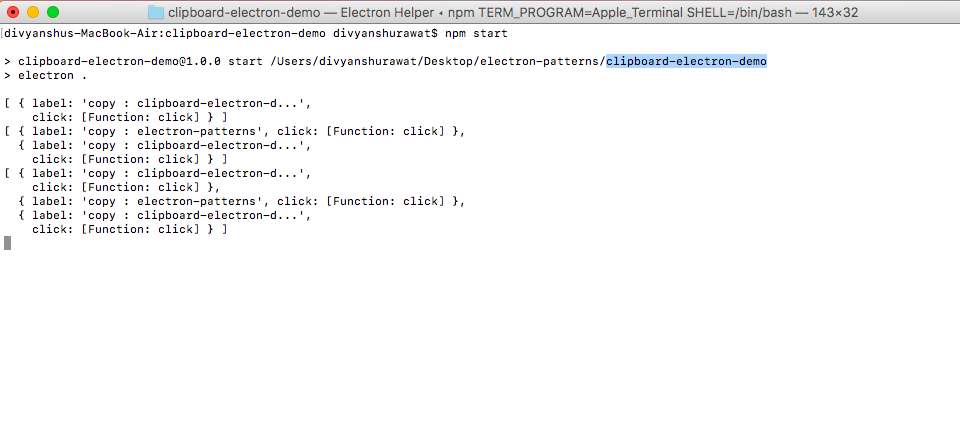 clipboard-electron-demo — Electron Helper ◂ npm TERM_PROGRAM=Apple_Terminal SHELL=/bin/bash — 143×32
[divyanshus-MacBook-Air:clipboard-electron-demo divyanshurawat$ npm start
> clipboard-electron-demo@1.0.0 start /Users/divyanshurawat/Desktop/electron-patterns/clipboard-electron-demo
> electron .
[ { label: 'copy : clipboard-electron-d...',
click: [Function: click] } ]
[ { label: 'copy : electron-patterns', click: [Function: click] },
{ label: 'copy : clipboard-electron-d...',
click: [Function: click] } ]
[ { label: 'copy : clipboard-electron-d...',
click: [Function: click] },
{ label: 'copy : electron-patterns', click: [Function: click] },
{ label: 'copy : clipboard-electron-d...',
click: [Function: click] } ]